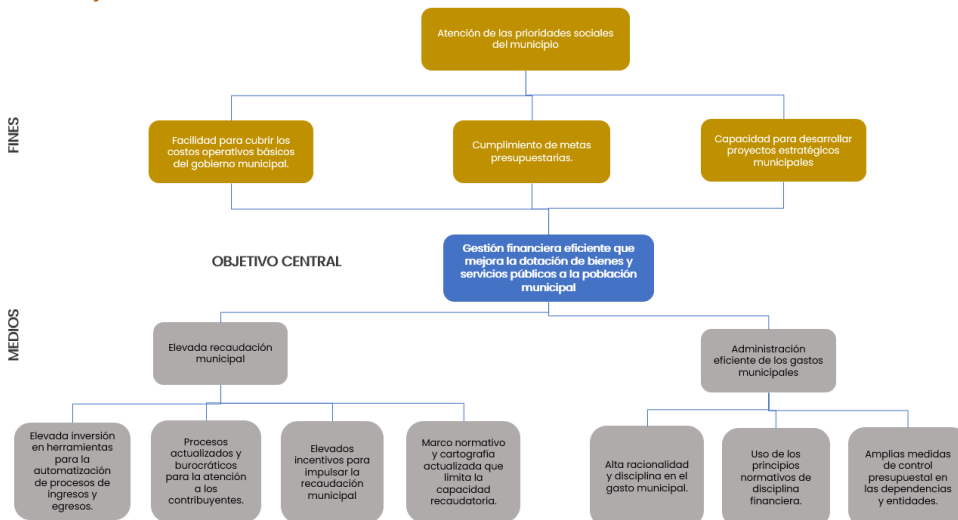 Atención de las prioridades sociales
del municipio
FINES
Facilidad para cubrir los
costos operativos básicos
del gobierno municipal.
Cumplimiento de metas
presupuestarias.
Capacidad para desarrollar
proyectos estratégicos
municipales
OBJETIVO CENTRAL
Gestión financiera eficiente que
mejora la dotación de bienes y
servicios públicos a la población
municipal
MEDIOS
Elevada recaudación
municipal
Administración
eficiente de los gastos
municipales
Elevada inversión
en herramientas
para la
automatización
de procesos de
ingresos y
egresos.
Procesos
actualizados y
burocráticos
para la atención
a los
contribuyentes.
Elevados
incentivos para
impulsar la
recaudación
municipal
Marco normativo
y cartografía
actualizada que
limita la
capacidad
recaudatoria.
Alta racionalidad
y disciplina en el
gasto municipal.
Uso de los
principios
normativos de
disciplina
financiera.
Amplias medidas
de control
presupuestal en
las dependencias
y entidades.